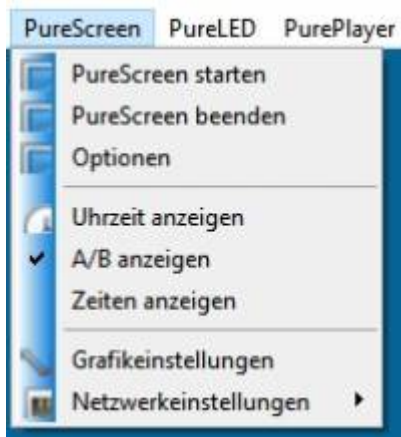 PureScreen PureLED PurePlayer
PureScreen starten
PureScreen beenden
Optionen
Uhrzeit anzeigen
A/B anzeigen
Zeiten anzeigen
Grafikeinstellungen
Netzwerkeinstellungen